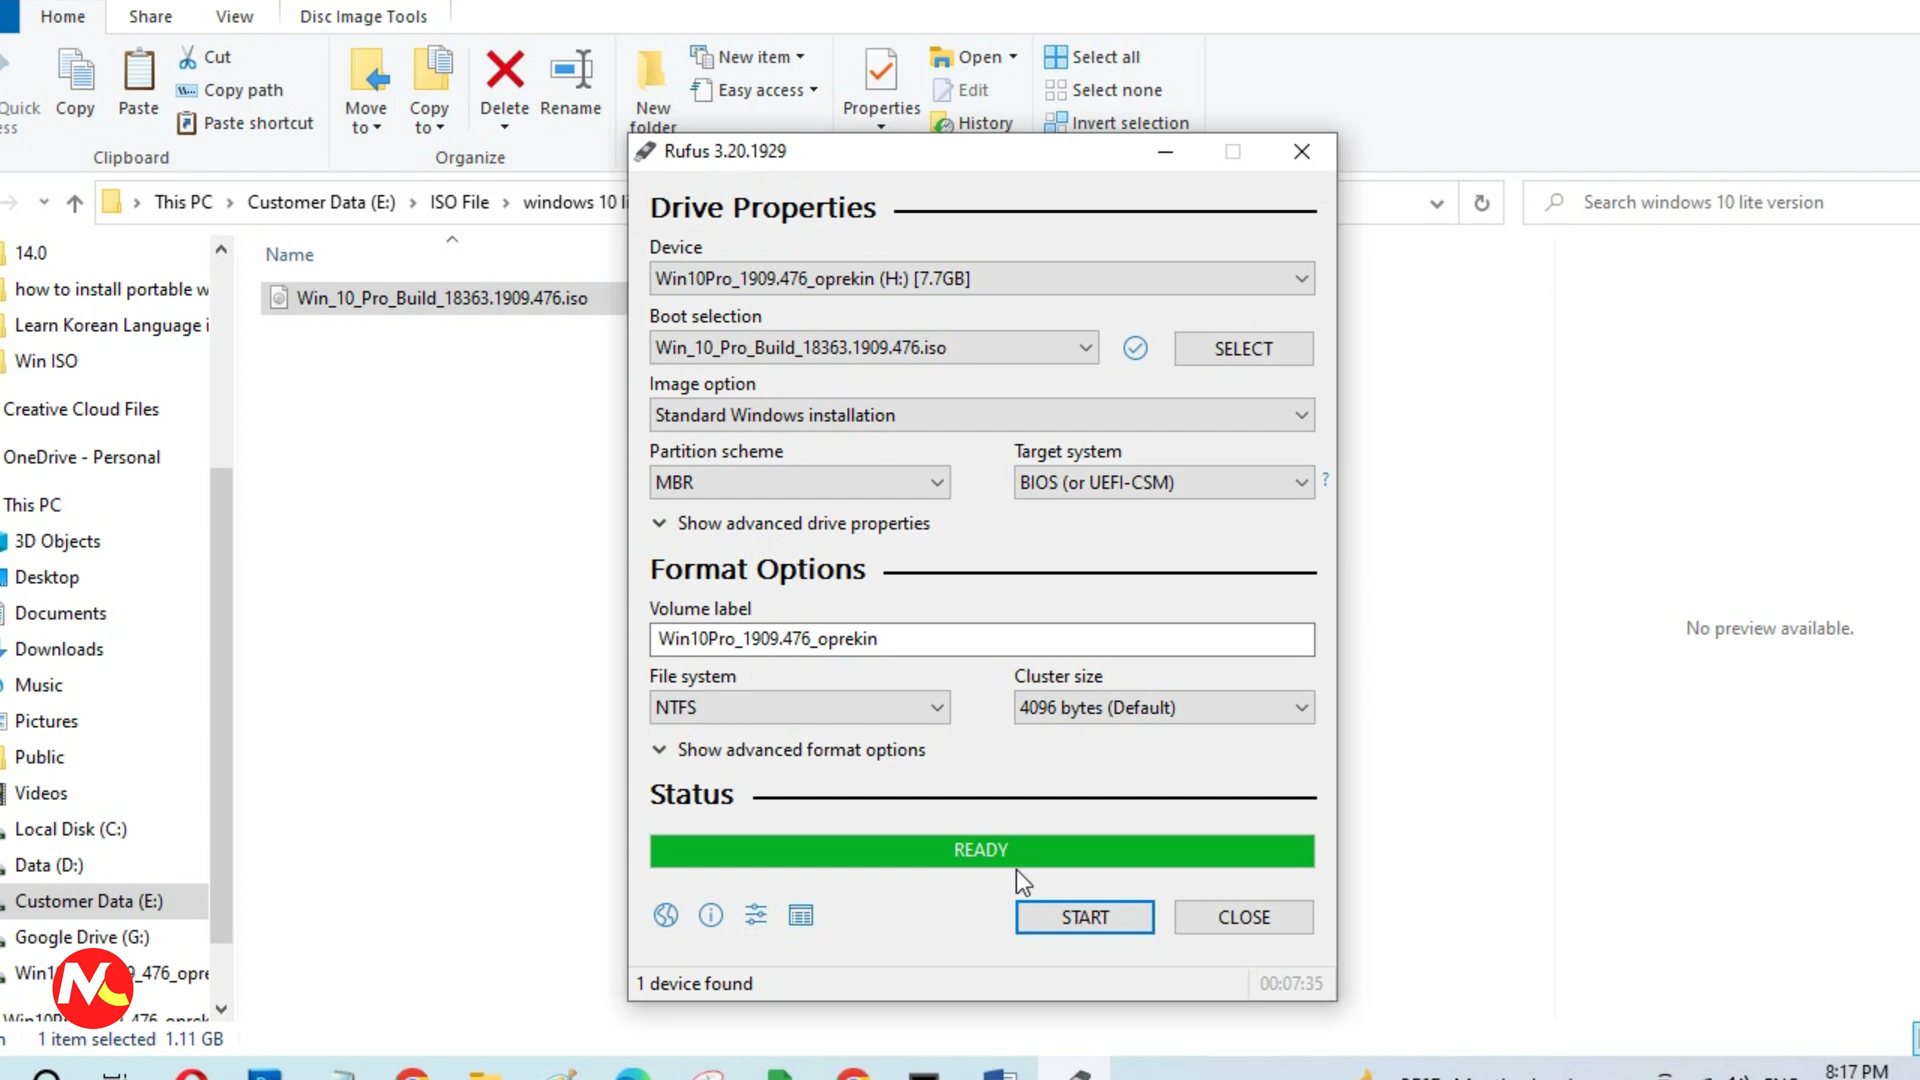 Home Share View Disc Image Tools
Cut
Copy path
Paste shortcut
Quick
ess
Copy
Paste
Move
to
Copy
to
Delete
Rename
New
folder
New item
Easy access
Properties
Open
Edit
History
Select all
Select none
Invert selection
Clipboard
Organize
This PC > Customer Data (E:) > ISO File > windows 10 li
Search windows 10 lite version
14.0
how to install portable w
Learn Korean Language i
Win ISO
Creative Cloud Files
OneDrive - Personal
This PC
3D Objects
Desktop
Documents
Downloads
Music
Pictures
Public
Videos
Local Disk (C:)
Data (D:)
Customer Data (E:)
Google Drive (G:)
Name
Win_10_Pro_Build_18363.1909.476.iso
Rufus 3.20.1929
Drive Properties
Device
Win10Pro_1909.476_oprekin (H:) [7.7GB]
Boot selection
Win_10_Pro_Build_18363.1909.476.iso
SELECT
Image option
Standard Windows installation
Partition scheme
Target system
MBR
BIOS (or UEFI-CSM)
?
Show advanced drive properties
Format Options
Volume label
Win10Pro_1909.476_oprekin
File system
Cluster size
NTFS
4096 bytes (Default)
Show advanced format options
Status
READY
START
CLOSE
1 device found
00:07:35
No preview available.
MC
1 item selected 1.11 GB
8:17 PM